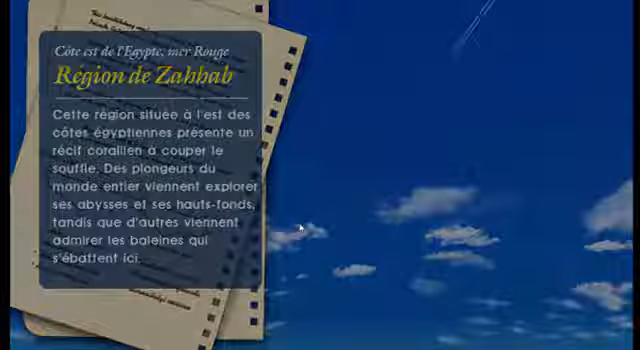 Côte est de l'Egypte, mer Rouge
Région de Zahhab
Cette région située à l'est des
côtes égyptiennes présente un
récif corallien à couper le
souffle. Des plongeurs du
monde entier viennent explorer
ses abysses et ses hauts-fonds,
tandis que d'autres viennent
admirer les baleines qui
s'ébattent ici.